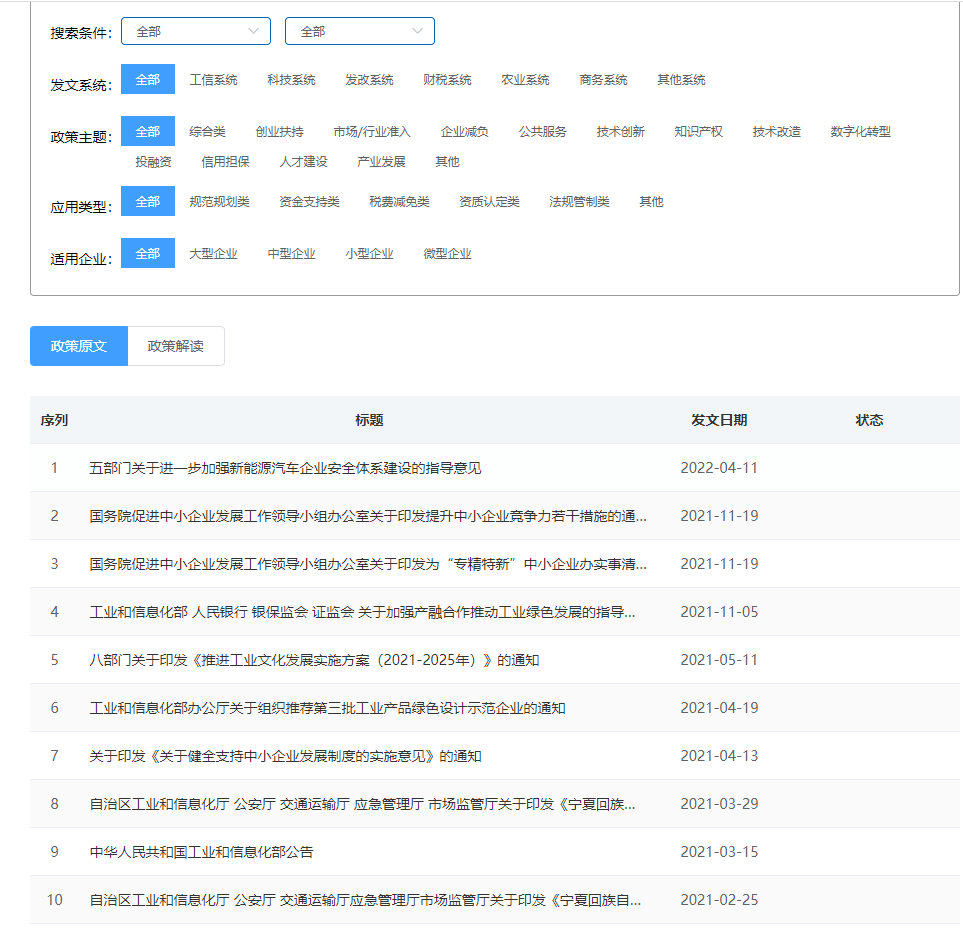 搜索条件: 全部 全部
发文系统: 全部 工信系统 科技系统 发改系统 财税系统 农业系统 商务系统 其他系统
政策主题: 全部 综合类 创业扶持 市场/行业准入 企业减负 公共服务 技术创新 知识产权 技术改造 数字化转型
投融资 信用担保 人才建设 产业发展 其他
应用类型: 全部 规范规划类 资金支持类 税费减免类 资质认定类 法规管制类 其他
适用企业: 全部 大型企业 中型企业 小型企业 微型企业
政策原文 政策解读
序列 标题 发文日期 状态
1 五部门关于进一步加强新能源汽车企业安全体系建设的指导意见 2022-04-11
2 国务院促进中小企业发展工作领导小组办公室关于印发提升中小企业竞争力若干措施的通... 2021-11-19
3 国务院促进中小企业发展工作领导小组办公室关于印发为“专精特新”中小企业办实事清... 2021-11-19
4 工业和信息化部 人民银行 银保监会 证监会 关于加强产融合作推动工业绿色发展的指导... 2021-11-05
5 八部门关于印发《推进工业文化发展实施方案（2021-2025年）》的通知 2021-05-11
6 工业和信息化部办公厅关于组织推荐第三批工业产品绿色设计示范企业的通知 2021-04-19
7 关于印发《关于健全支持中小企业发展制度的实施意见》的通知 2021-04-13
8 自治区工业和信息化厅 公安厅 交通运输厅 应急管理厅 市场监管厅关于印发《宁夏回族... 2021-03-29
9 中华人民共和国工业和信息化部公告 2021-03-15
10 自治区工业和信息化厅 公安厅 交通运输厅应急管理厅市场监管厅关于印发《宁夏回族自... 2021-02-25